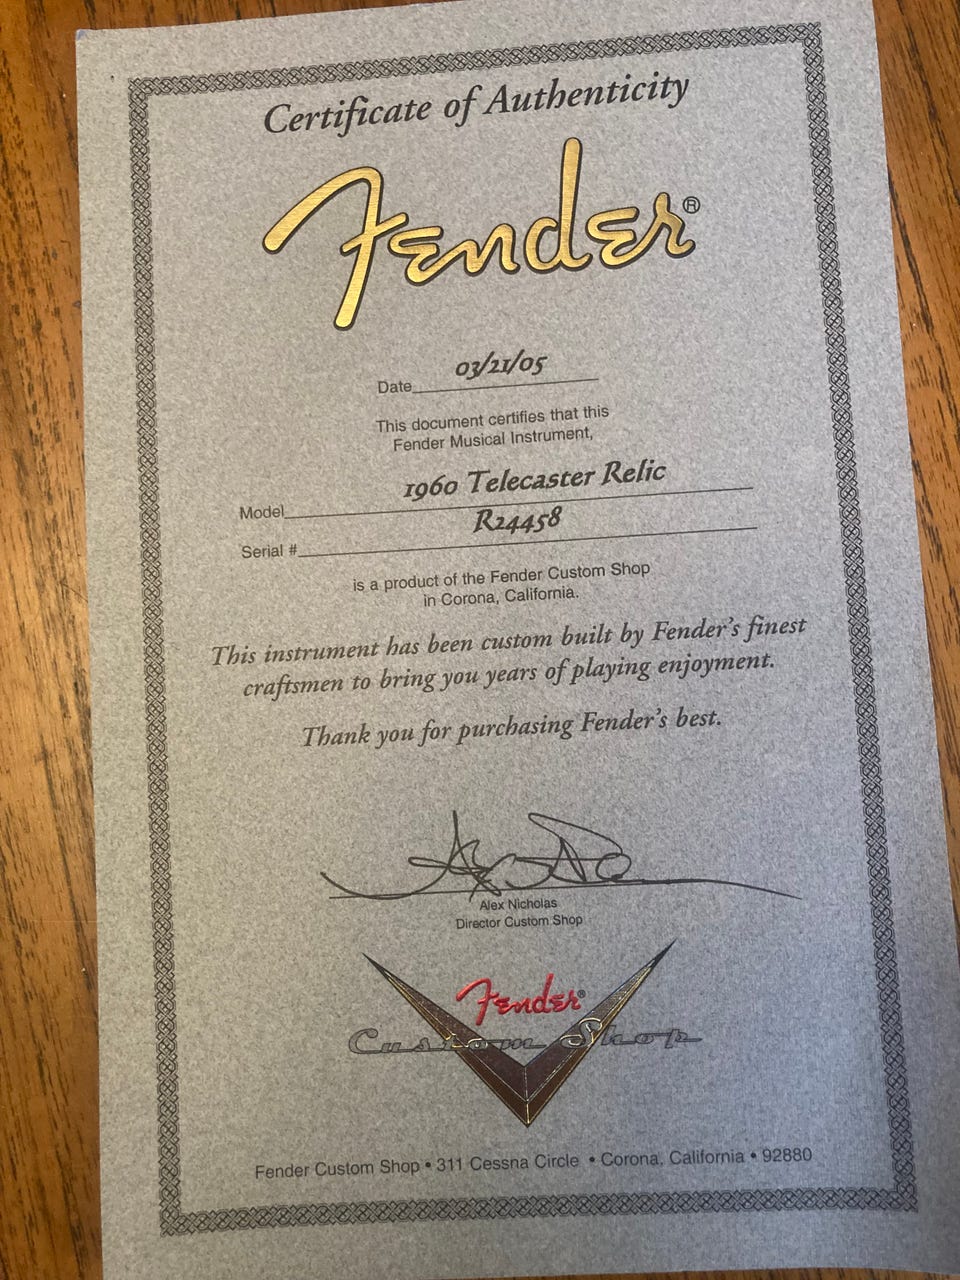 Certificate of Authenticity
Fender®
Date 03/21/05
This document certifies that this
Fender Musical Instrument,
Model 1960 Telecaster Relic
Serial # R24458
is a product of the Fender Custom Shop
in Corona, California.
This instrument has been custom built by Fender's finest
craftsmen to bring you years of playing enjoyment.
Thank you for purchasing Fender's best.
Alex Nicholas
Director Custom Shop
Fender®
Custom Shop
Fender Custom Shop • 311 Cessna Circle • Corona, California • 92880